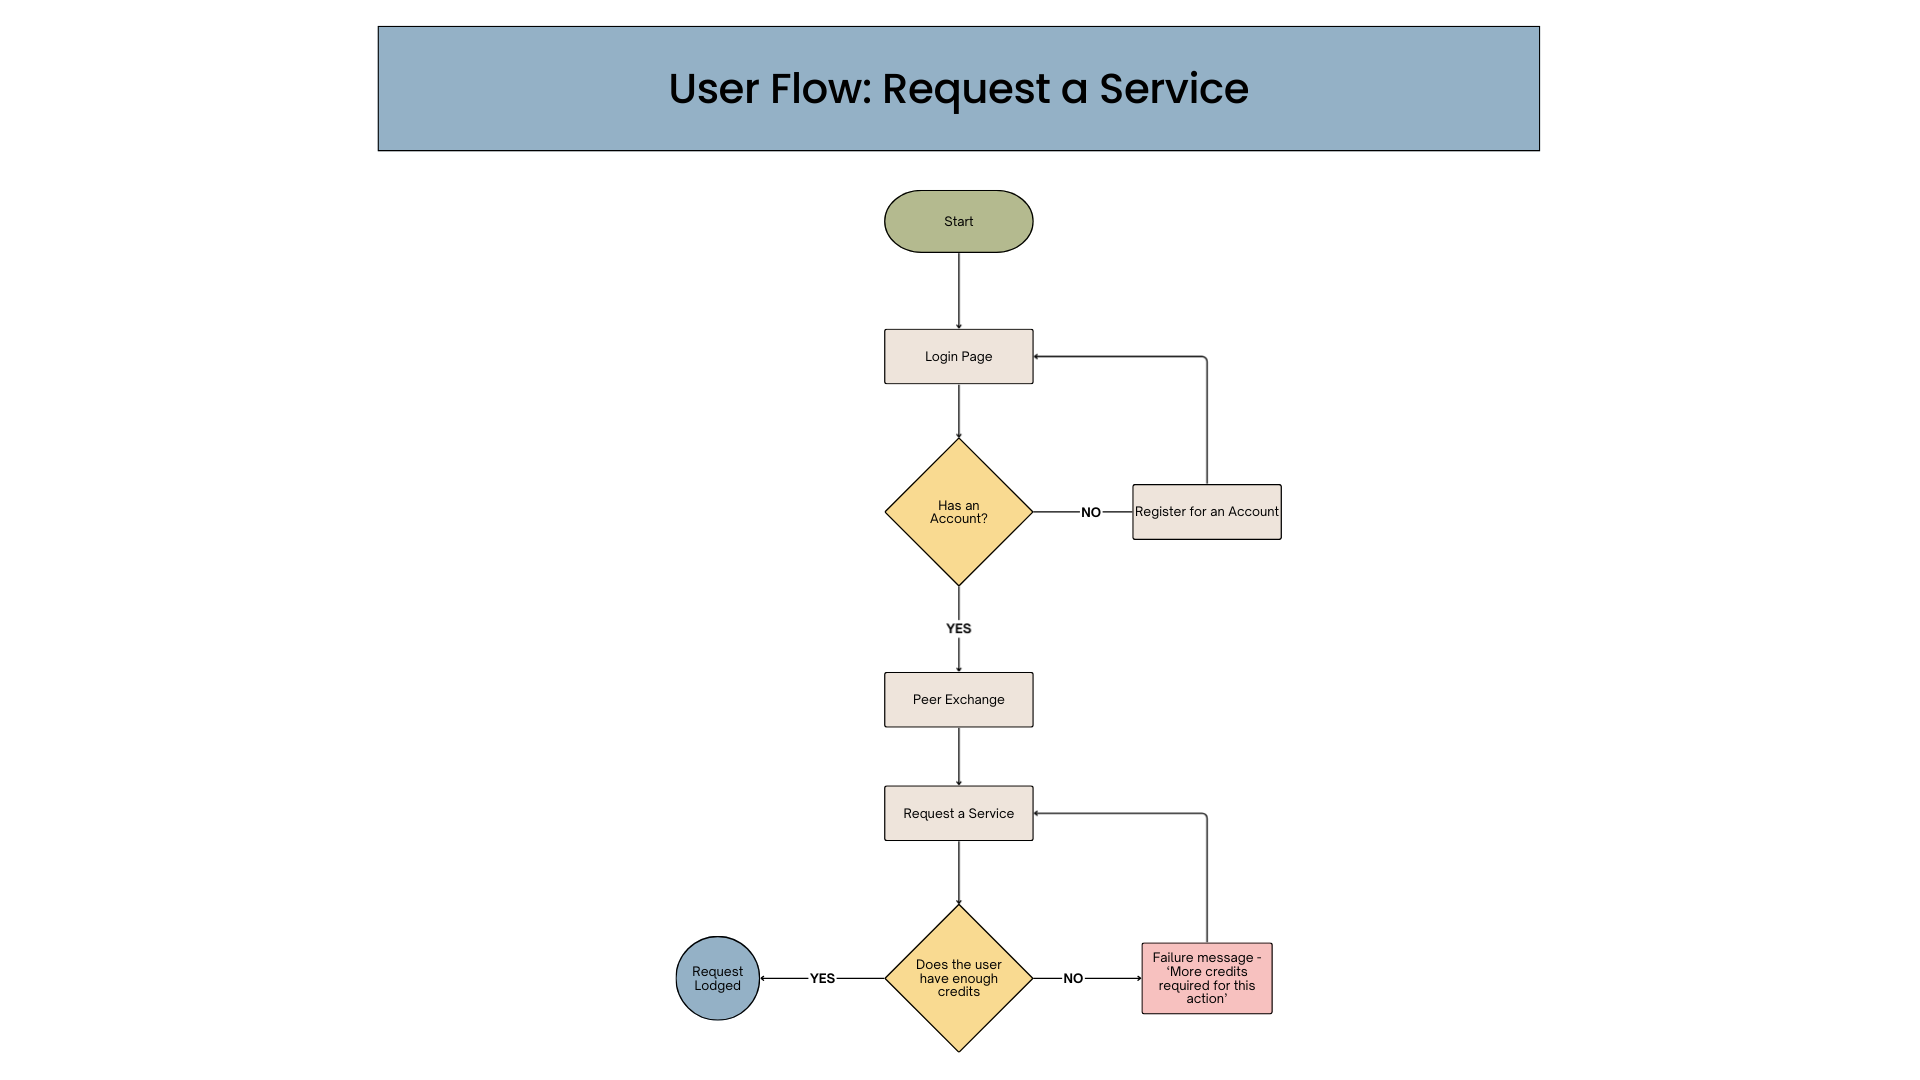 User Flow: Request a Service
Start
Login Page
Has an
Account?
NO
Register for an Account
YES
Peer Exchange
Request a Service
Request
Lodged
YES
Does the user
have enough
credits
NO
Failure message -
‘More credits
required for this
action’